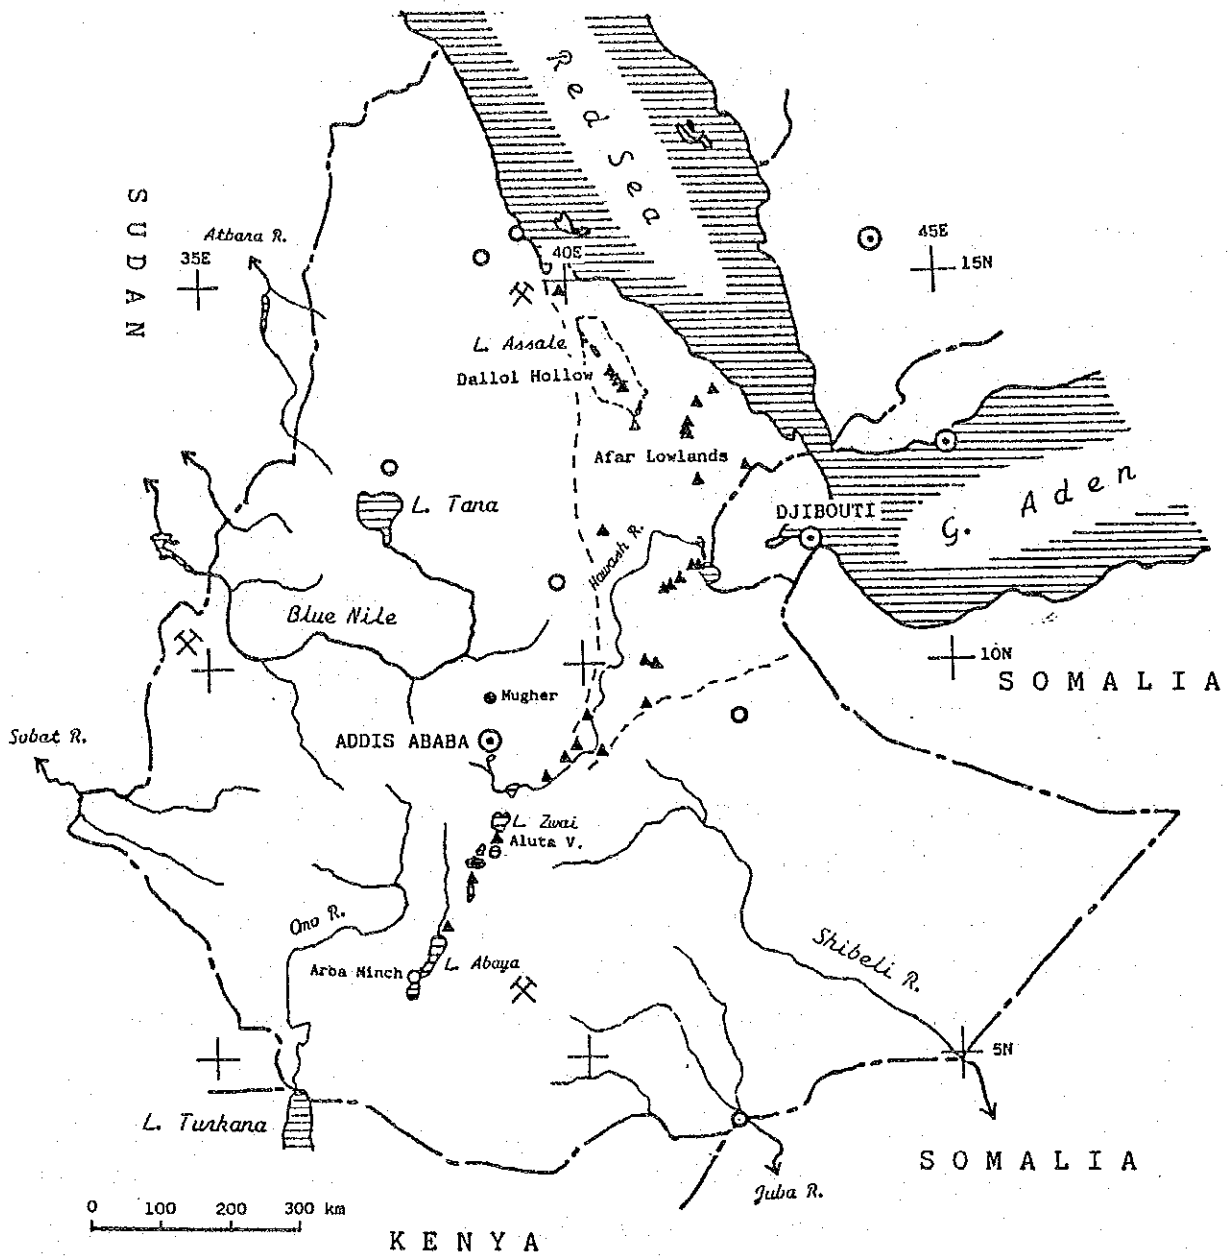 Red Sea
SUDAN
Atbara R.
35E
40E
45E
15N
L. Assale
Dallol Hollow
Afar Lowlands
L. Tana
DJIBOUTI
G. Aden
Hawash R.
Blue Nile
10N
SOMALIA
Mugher
Subat R.
ADDIS ABABA
L. Zwai
Aluta V.
Omo R.
Shibeli R.
Arba Minch
L. Abaya
5N
L. Turkana
SOMALIA
Juba R.
0 100 200 300 km
KENYA